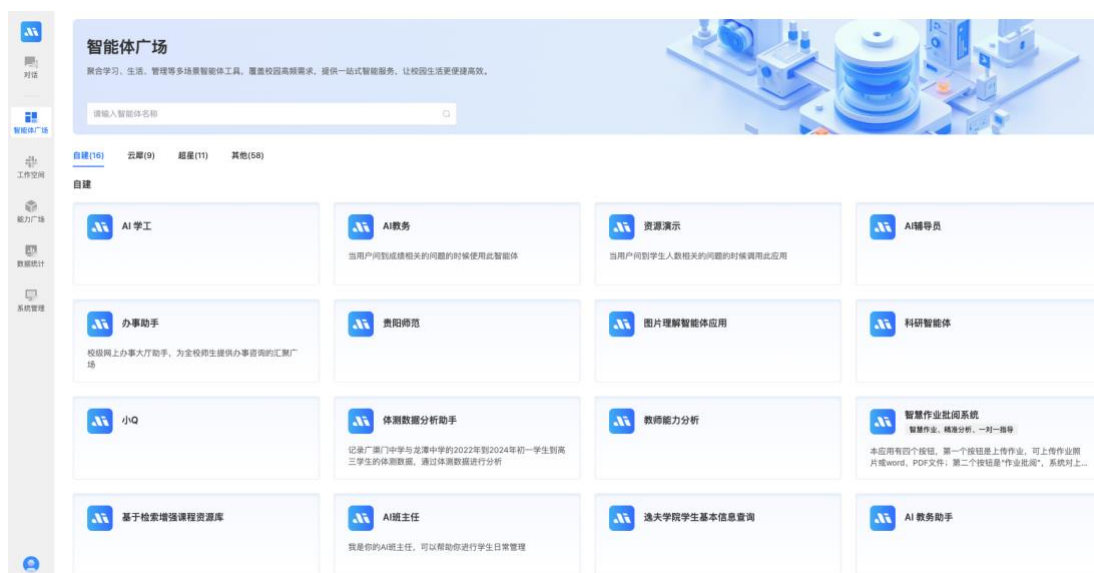 智能体广场
聚合学习、生活、管理等多场景智能体工具，覆盖校园高频需求，提供一站式智能服务，让校园生活更便捷高效。
请输入智能体名称
对话
智能体广场
工作空间
能力广场
数据统计
系统管理
自建(16) 云犀(9) 超星(11) 其他(58)
自建
AI 学工
AI教务
当用户问到成绩相关的问题的时候使用此智能体
资源演示
当用户问到学生人数相关的问题的时候调用此应用
AI辅导员
办事助手
校级网上办事大厅助手，为全校师生提供办事咨询的汇聚广
场
贵阳师范
图片理解智能体应用
科研智能体
小Q
体测数据分析助手
记录广渠门中学与龙潭中学的2022年到2024年初一学生到高
三学生的体测数据，通过体测数据进行分析
教师能力分析
智慧作业批阅系统
智慧作业、精准分析、一对一指导
本应用有四个按钮，第一个按钮是上传作业，可上传作业照
片或word，PDF文件；第二个按钮是“作业批阅”，系统对上...
基于检索增强课程资源库
AI班主任
我是你的AI班主任，可以帮助你进行学生日常管理
逸夫学院学生基本信息查询
AI 教务助手